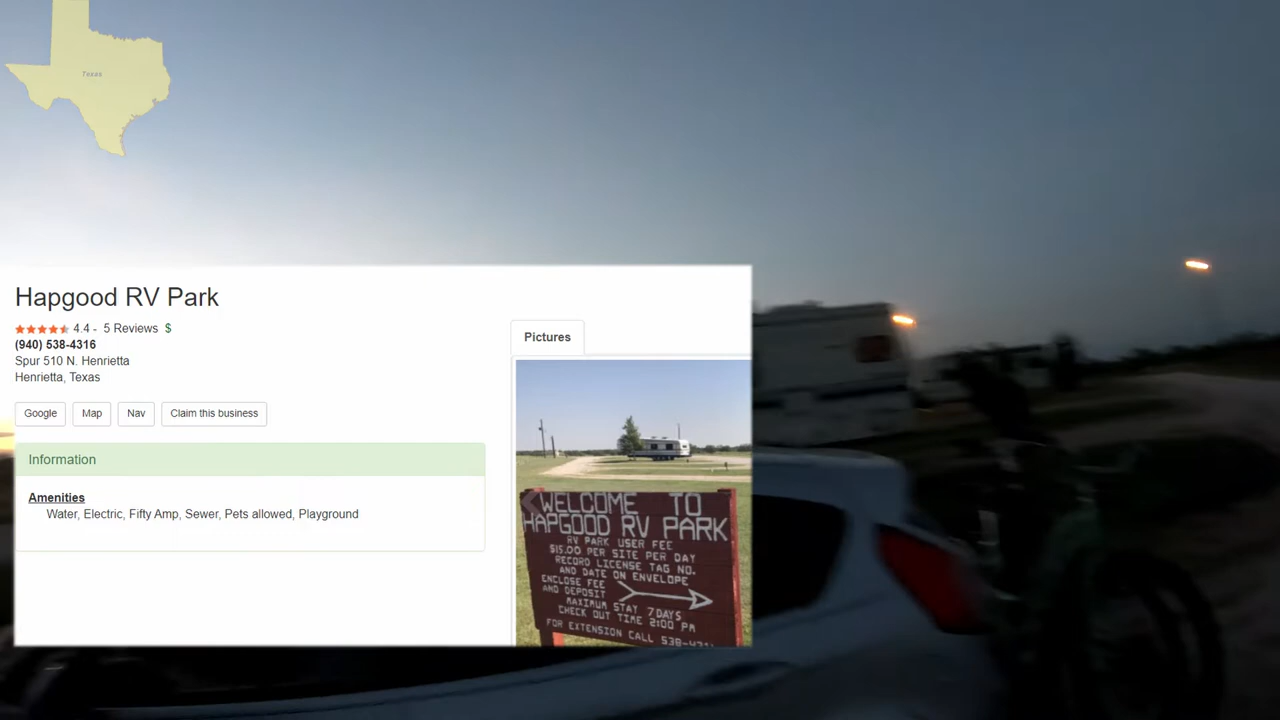 Texas
Hapgood RV Park
4.4 - 5 Reviews $
(940) 538-4316
Spur 510 N. Henrietta
Henrietta, Texas
Google Map Nav Claim this business
Information
Amenities
Water, Electric, Fifty Amp, Sewer, Pets allowed, Playground
Pictures
WELCOME TO
HAPGOOD RV PARK
RV PARK USER FEE
$15.00 PER SITE PER DAY
RECORD LICENSE TAG NO.
AND DATE ON ENVELOPE
ENCLOSE FEE
AND DEPOSIT
MAXIMUM STAY 7 DAYS
CHECK OUT TIME 2:00 PM
FOR EXTENSION CALL